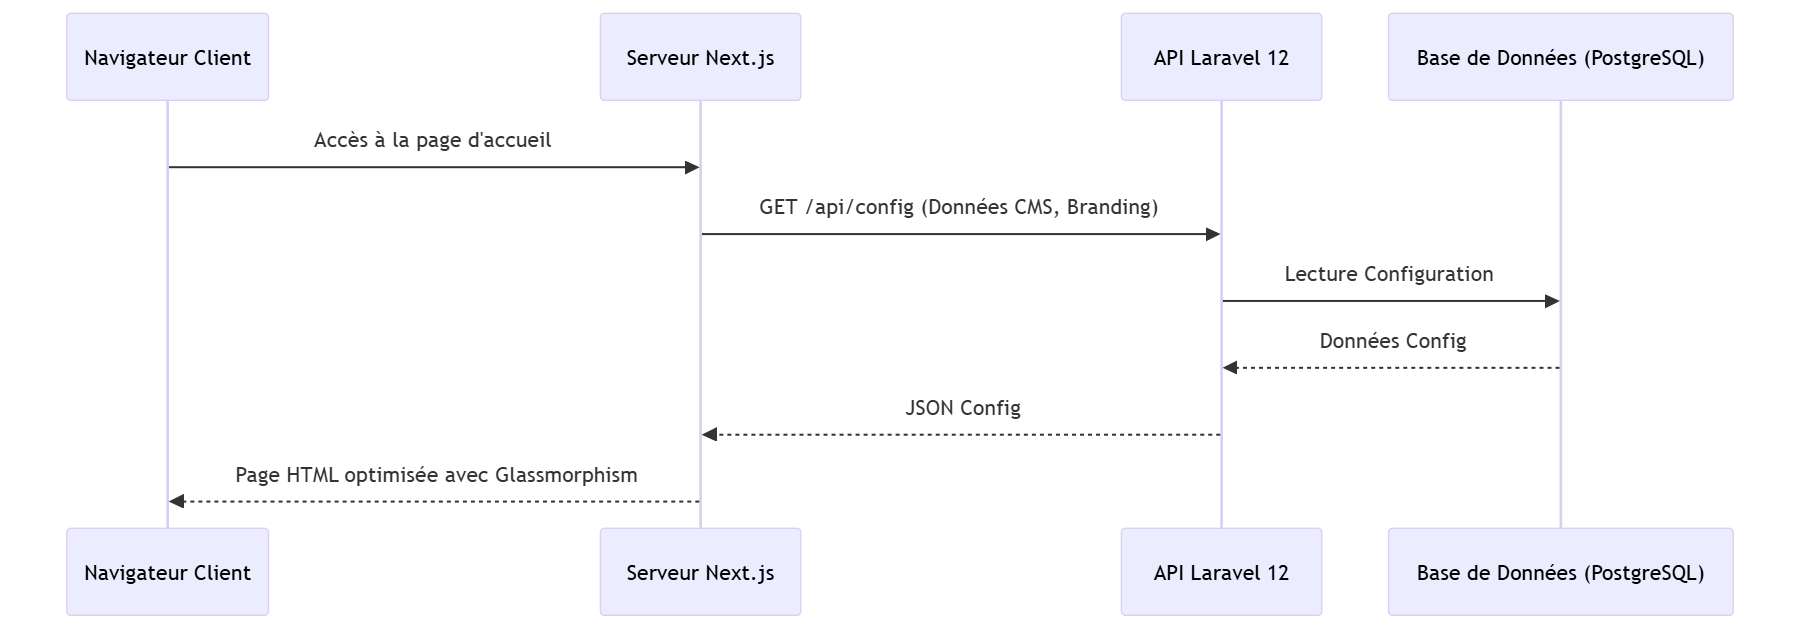 Navigateur Client
Serveur Next.js
API Laravel 12
Base de Données (PostgreSQL)
Accès à la page d'accueil
GET /api/config (Données CMS, Branding)
Lecture Configuration
Données Config
JSON Config
Page HTML optimisée avec Glassmorphism
Navigateur Client
Serveur Next.js
API Laravel 12
Base de Données (PostgreSQL)